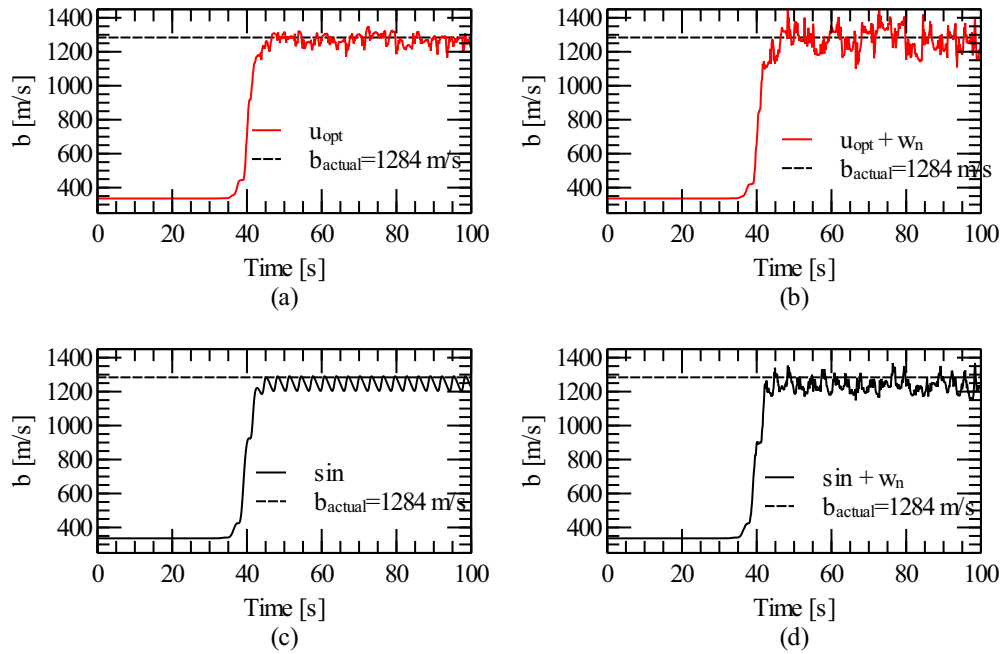 1400
1200
1000
800
600
400
b [m/s]
u_opt
b_actual=1284 m/s
0 20 40 60 80 100
Time [s]
(a)
1400
1200
1000
800
600
400
b [m/s]
u_opt + w_n
b_actual=1284 m/s
0 20 40 60 80 100
Time [s]
(b)
1400
1200
1000
800
600
400
b [m/s]
sin
b_actual=1284 m/s
0 20 40 60 80 100
Time [s]
(c)
1400
1200
1000
800
600
400
b [m/s]
sin + w_n
b_actual=1284 m/s
0 20 40 60 80 100
Time [s]
(d)